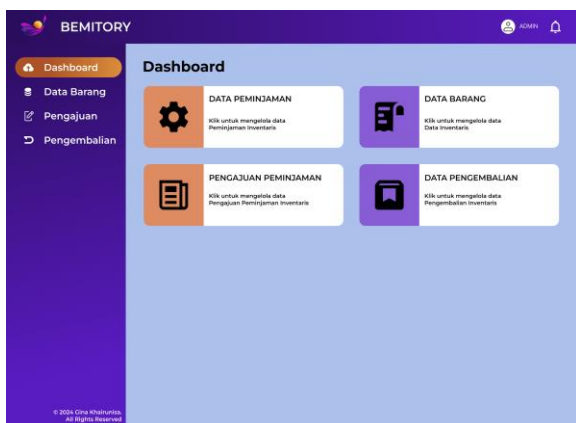 BEMITORY
ADMIN
Dashboard
Data Barang
Pengajuan
Pengembalian
Dashboard
DATA PEMINJAMAN
Klik untuk mengelola data
Peminjaman Inventaris
DATA BARANG
Klik untuk mengelola data
Data Inventaris
PENGAJUAN PEMINJAMAN
Klik untuk mengelola data
Pengajuan Peminjaman Inventaris
DATA PENGEMBALIAN
Klik untuk mengelola data
Pengembalian Inventaris
© 2024 Gina Khairunisa.
All Rights Reserved